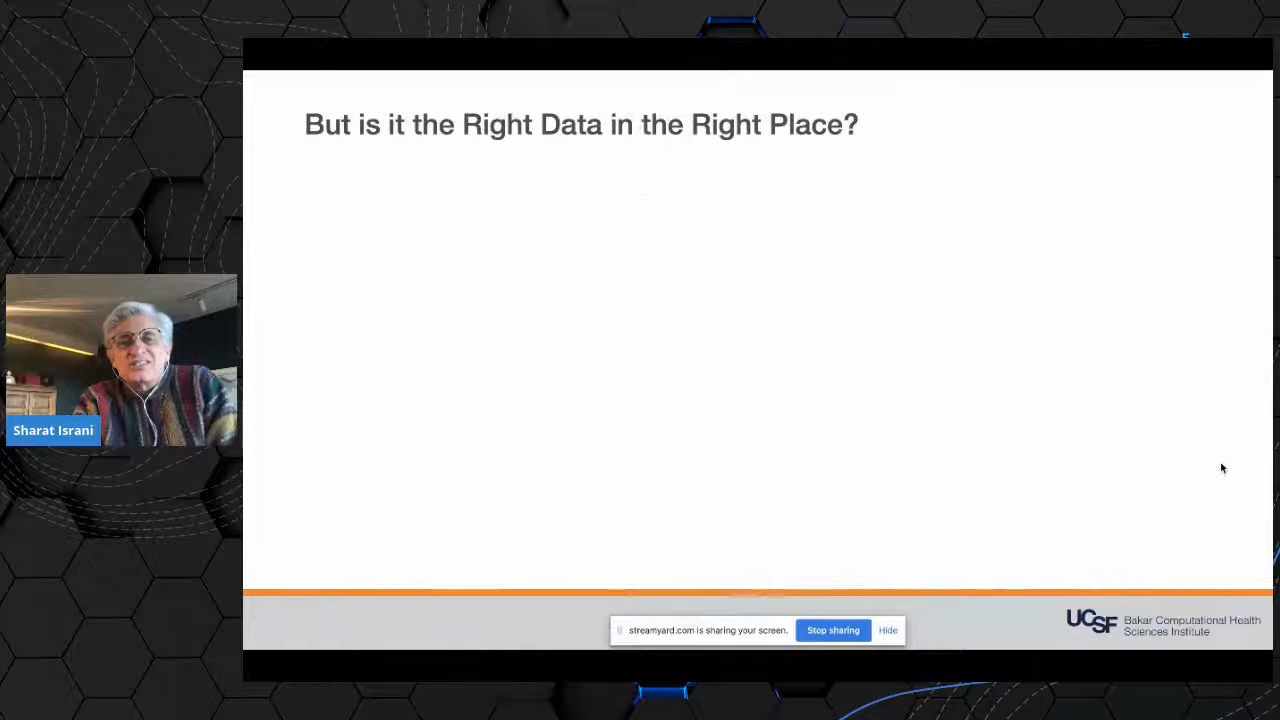 But is it the Right Data in the Right Place?
Sharat Israni
streamyard.com is sharing your screen.
Stop sharing
Hide
UCSF
Bakar Computational Health
Sciences Institute